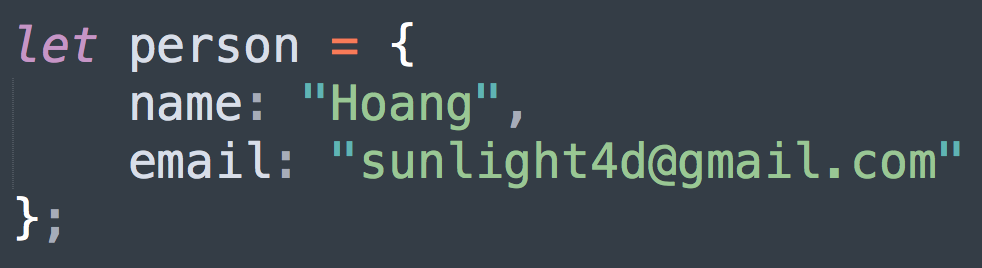 let person = {
    name: "Hoang",
    email: "sunlight4d@gmail.com"
};